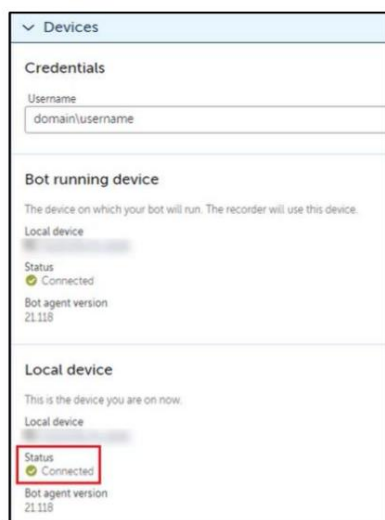 Devices
Credentials
Username
domain\username
Bot running device
The device on which your bot will run. The recorder will use this device.
Local device
Status
Connected
Bot agent version
21.118
Local device
This is the device you are on now.
Local device
Status
Connected
Bot agent version
21.118